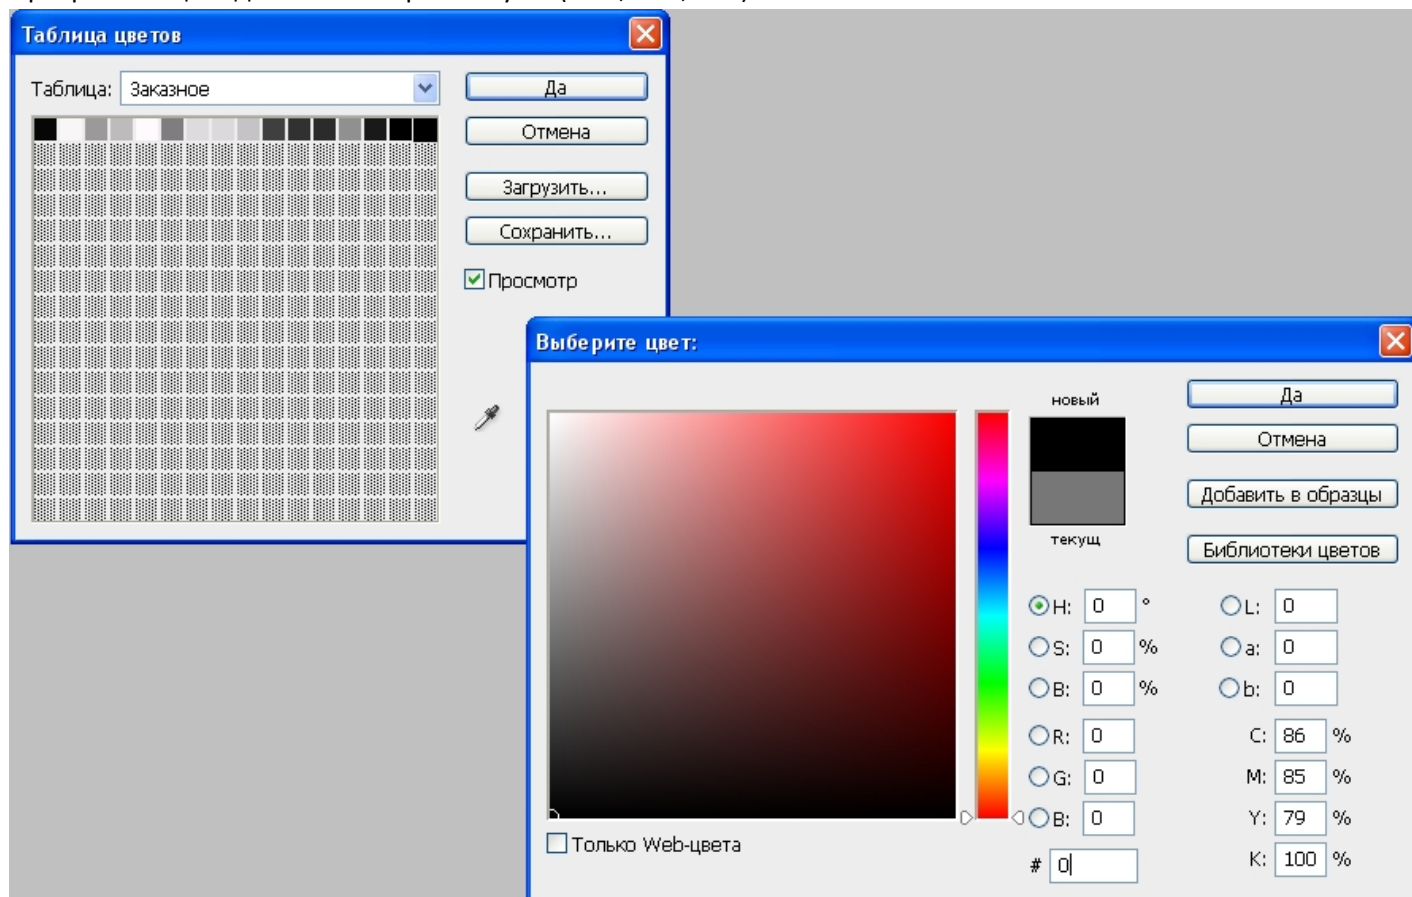 Таблица цветов
Таблица: Заказное
Да
Отмена
Загрузить...
Сохранить...
Просмотр
Выберите цвет:
новый
текущ
Да
Отмена
Добавить в образцы
Библиотеки цветов
H: 0 °
S: 0 %
B: 0 %
R: 0
G: 0
B: 0
# 0
L: 0
a: 0
b: 0
C: 86 %
M: 85 %
Y: 79 %
K: 100 %
Только Web-цвета